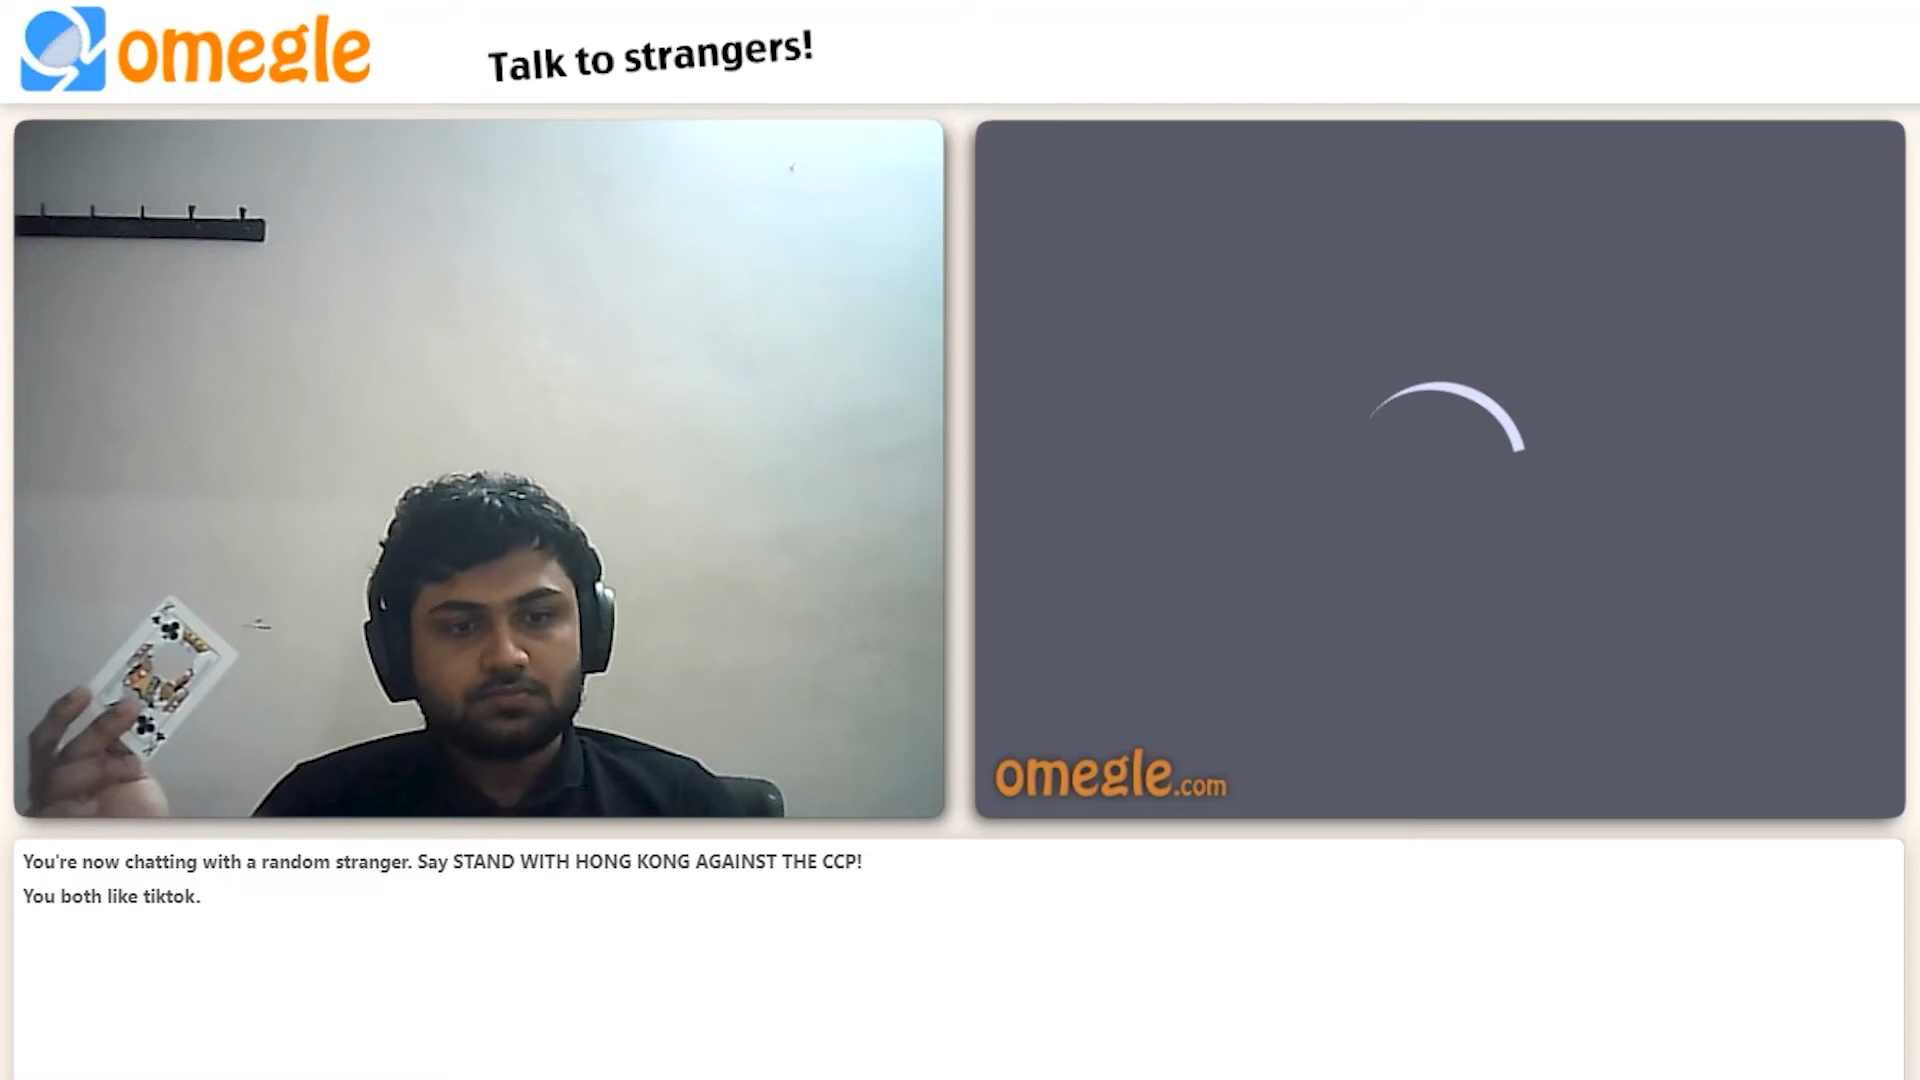 omegle
Talk to strangers!
omegle.com
You're now chatting with a random stranger. Say STAND WITH HONG KONG AGAINST THE CCP!
You both like tiktok.